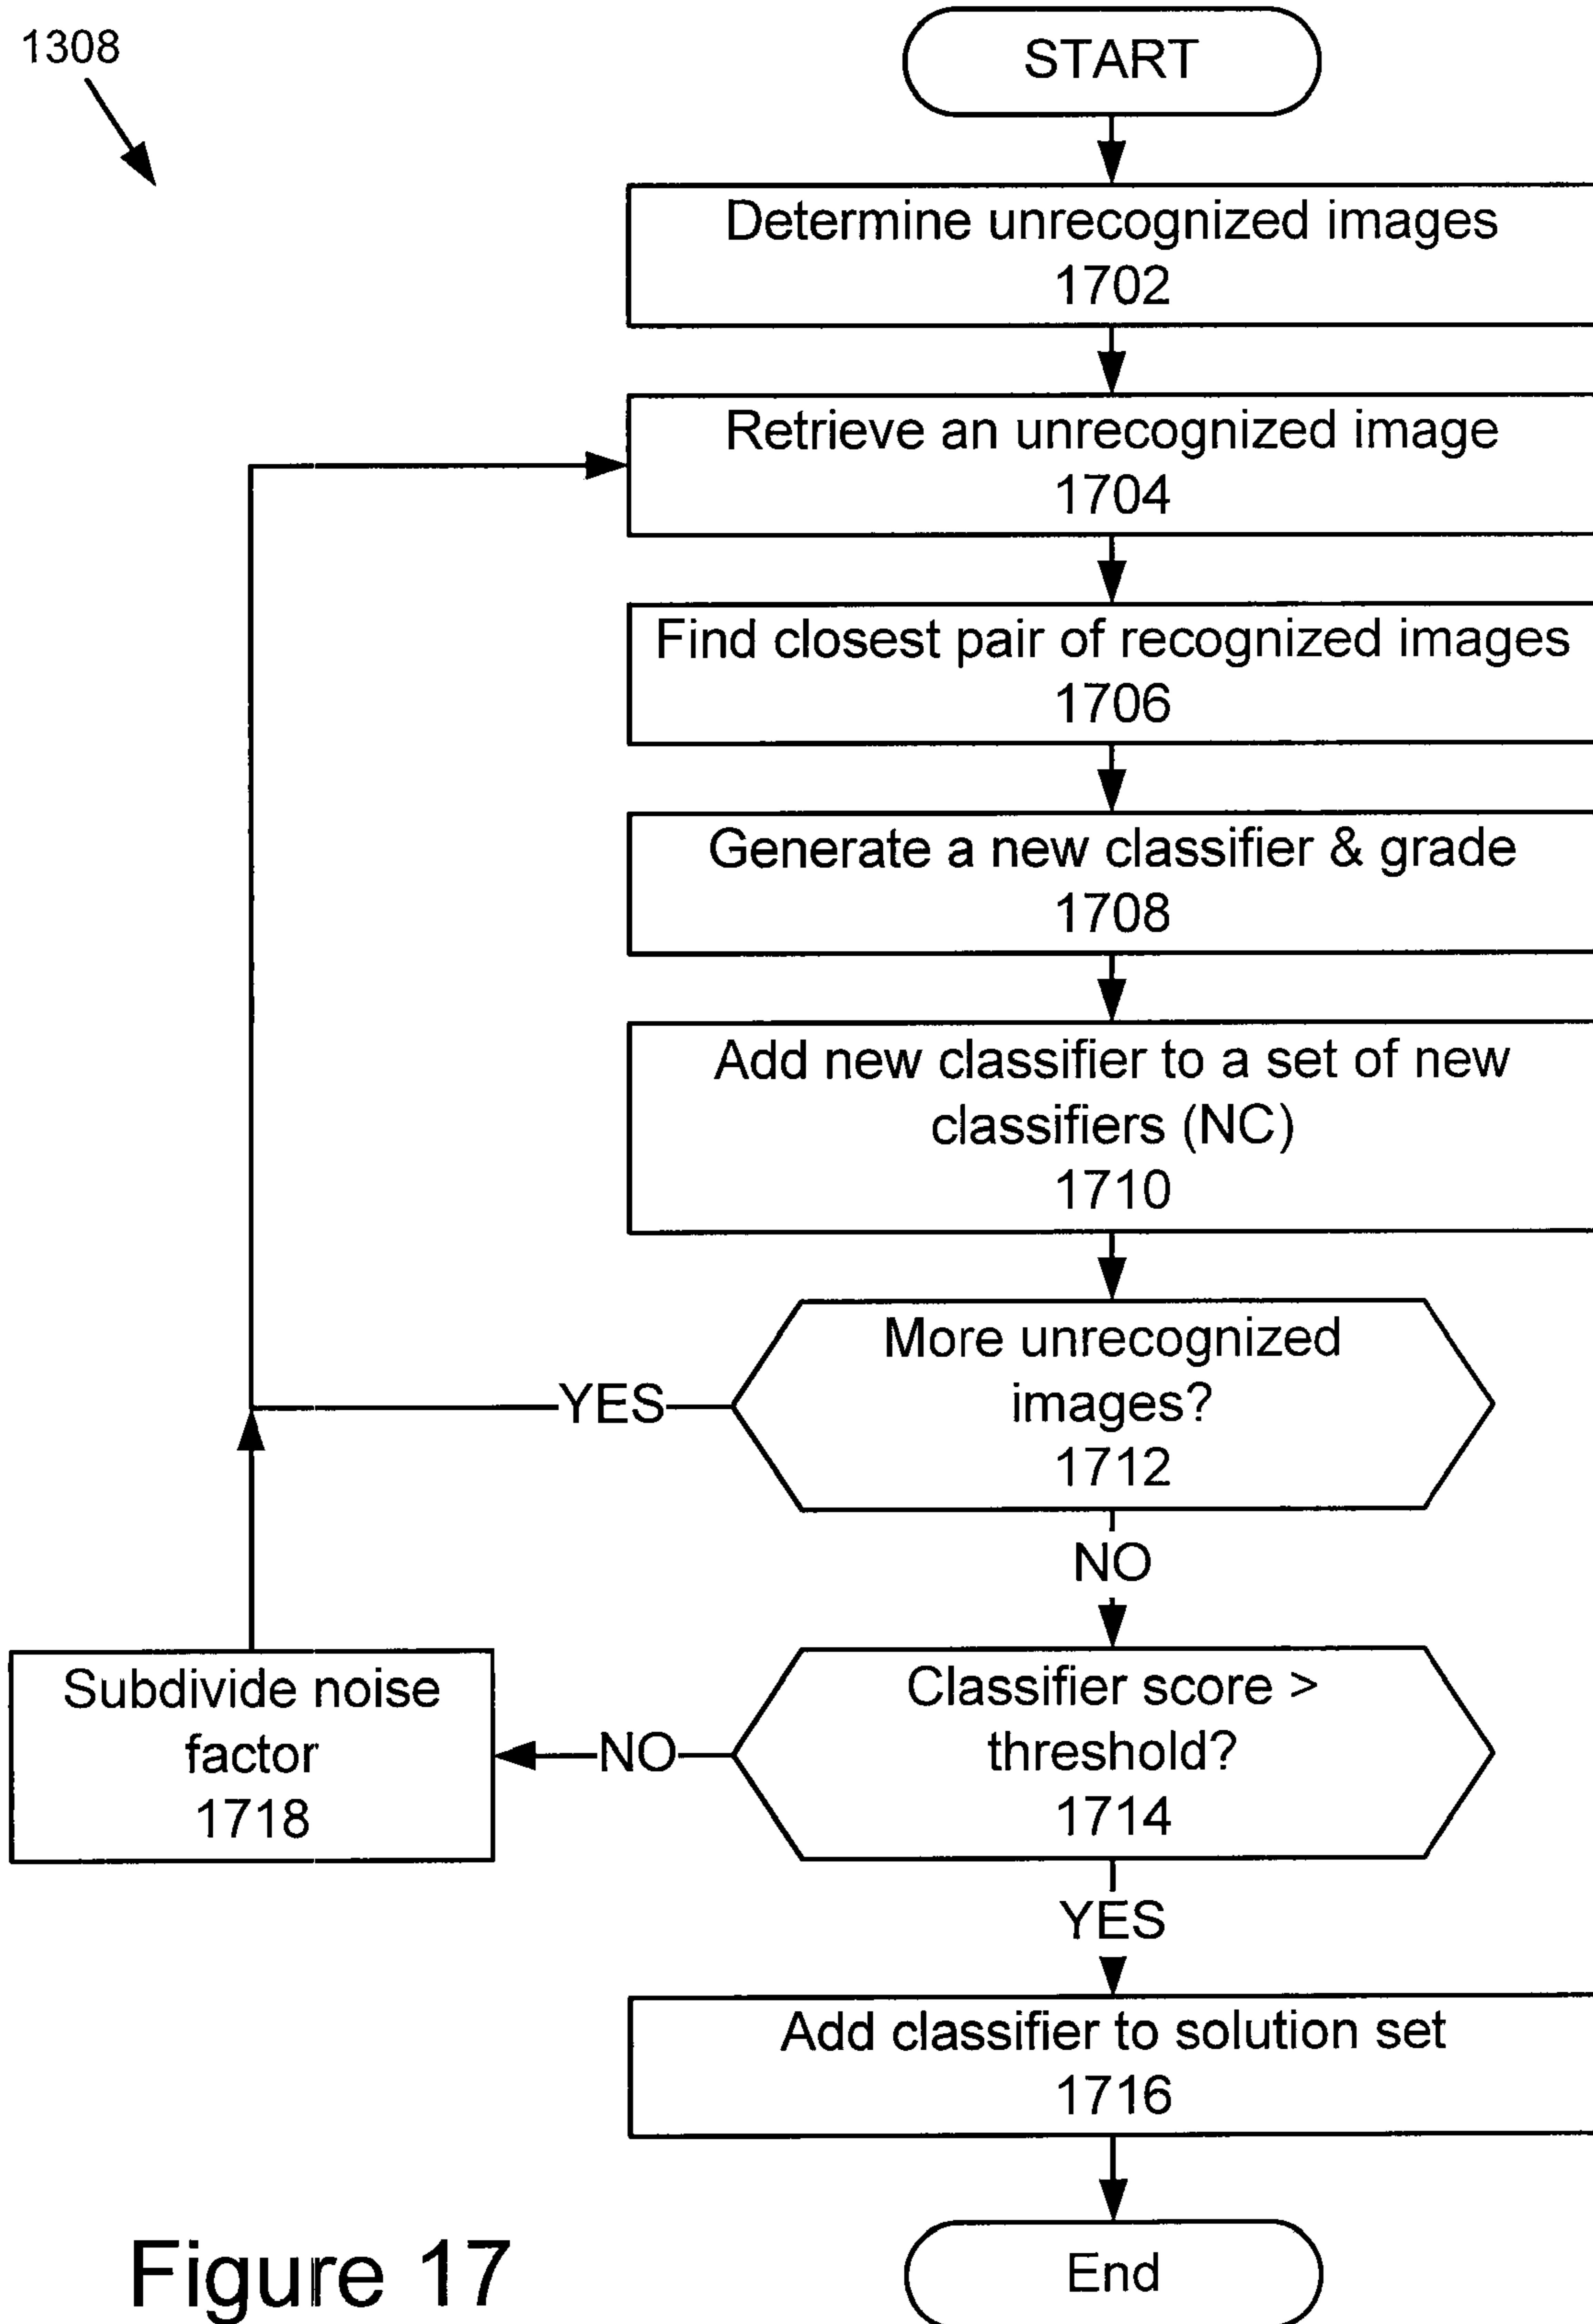 1308
START
Determine unrecognized images
1702
Retrieve an unrecognized image
1704
Find closest pair of recognized images
1706
Generate a new classifier & grade
1708
Add new classifier to a set of new
classifiers (NC)
1710
More unrecognized
images?
1712
YES
NO
Classifier score >
threshold?
1714
NO
Subdivide noise
factor
1718
YES
Add classifier to solution set
1716
End
Figure 17